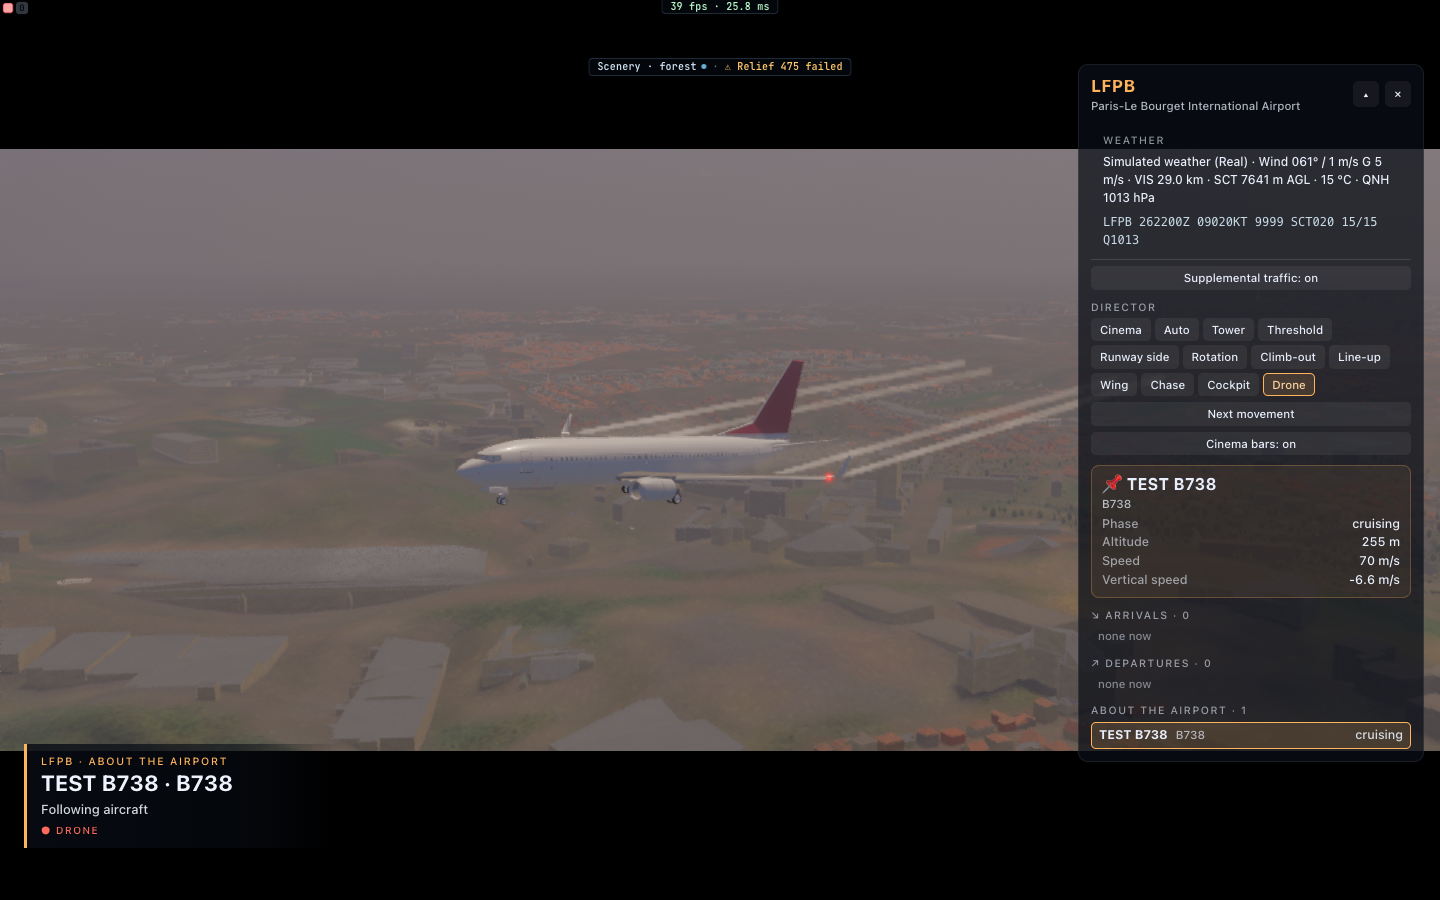 39 fps · 25.8 ms
Scenery · forest · ⚠ Relief 475 failed
LFPB
Paris-Le Bourget International Airport
WEATHER
Simulated weather (Real) · Wind 061° / 1 m/s G 5
m/s · VIS 29.0 km · SCT 7641 m AGL · 15 °C · QNH
1013 hPa
LFPB 262200Z 09020KT 9999 SCT020 15/15
Q1013
Supplemental traffic: on
DIRECTOR
Cinema Auto Tower Threshold
Runway side Rotation Climb-out Line-up
Wing Chase Cockpit Drone
Next movement
Cinema bars: on
📌 TEST B738
B738
Phase cruising
Altitude 255 m
Speed 70 m/s
Vertical speed -6.6 m/s
↘ ARRIVALS · 0
none now
↗ DEPARTURES · 0
none now
ABOUT THE AIRPORT · 1
TEST B738 B738 cruising
LFPB · ABOUT THE AIRPORT
TEST B738 · B738
Following aircraft
DRONE